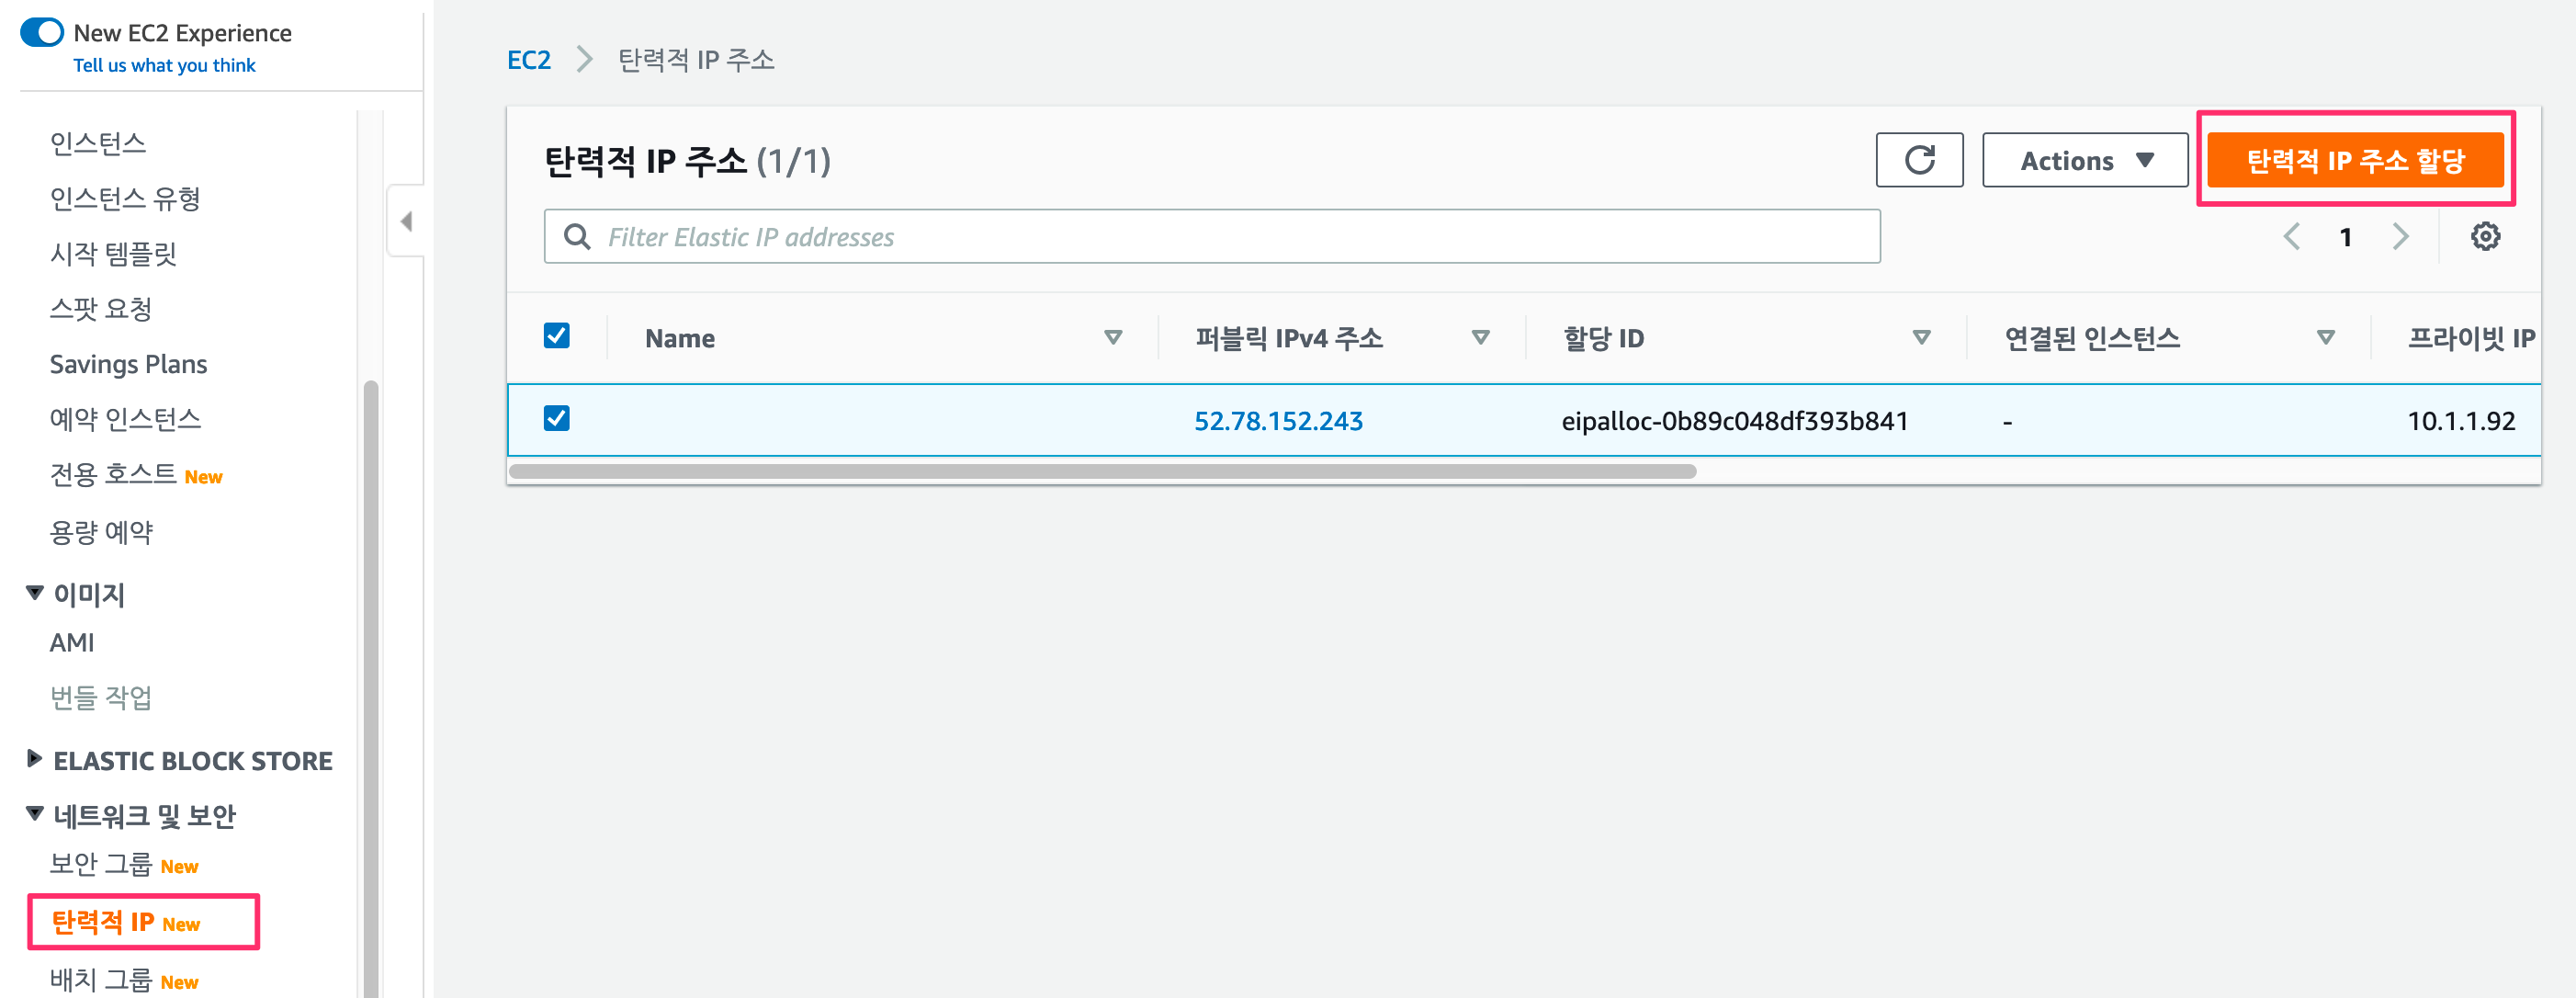 New EC2 Experience
Tell us what you think
인스턴스
인스턴스 유형
시작 템플릿
스팟 요청
Savings Plans
예약 인스턴스
전용 호스트 New
용량 예약
이미지
AMI
번들 작업
ELASTIC BLOCK STORE
네트워크 및 보안
보안 그룹 New
탄력적 IP New
배치 그룹 New
EC2 > 탄력적 IP 주소
탄력적 IP 주소 (1/1)
Actions
탄력적 IP 주소 할당
Filter Elastic IP addresses
1
Name 퍼블릭 IPv4 주소 할당 ID 연결된 인스턴스 프라이빗 IP
52.78.152.243 eipalloc-0b89c048df393b841 - 10.1.1.92